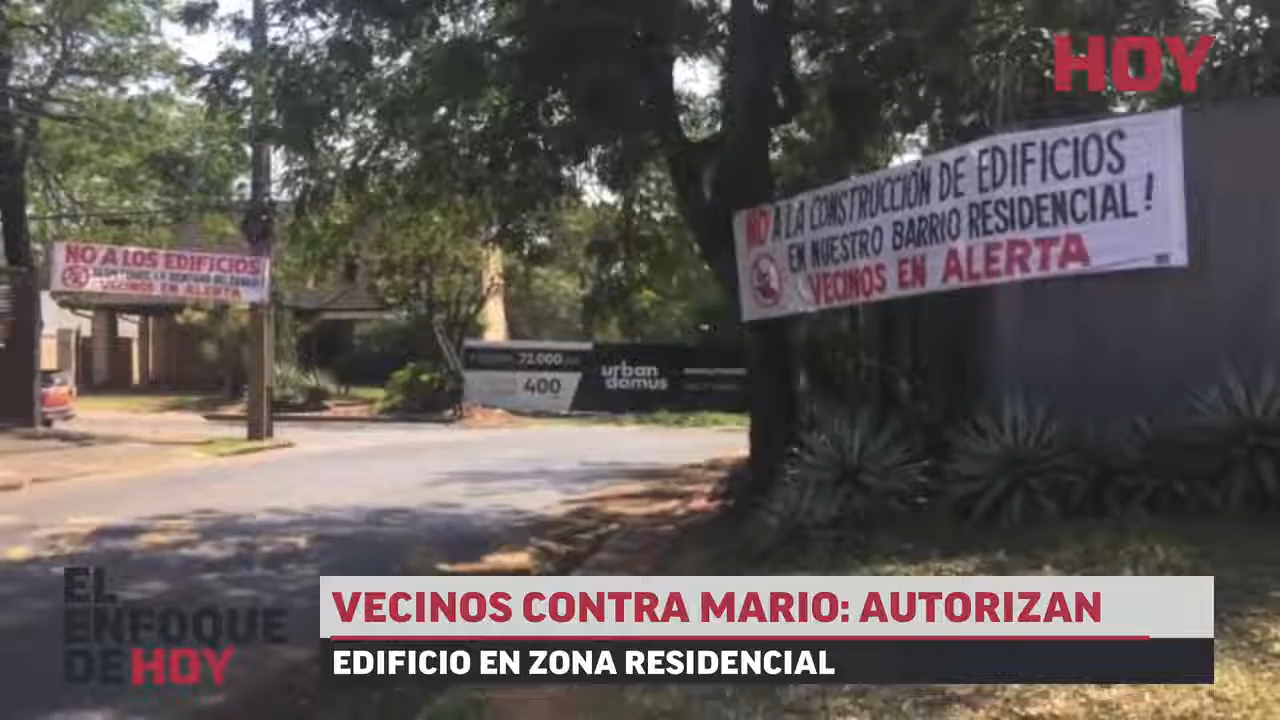 HOY
NO A LA CONSTRUCCIÓN DE EDIFICIOS
EN NUESTRO BARRIO RESIDENCIAL!
VECINOS EN ALERTA
NO A LOS EDIFICIOS
VECINOS EN ALERTA
72.000
400
urban
domus
EL
ENFOQUE
DE HOY
VECINOS CONTRA MARIO: AUTORIZAN
EDIFICIO EN ZONA RESIDENCIAL